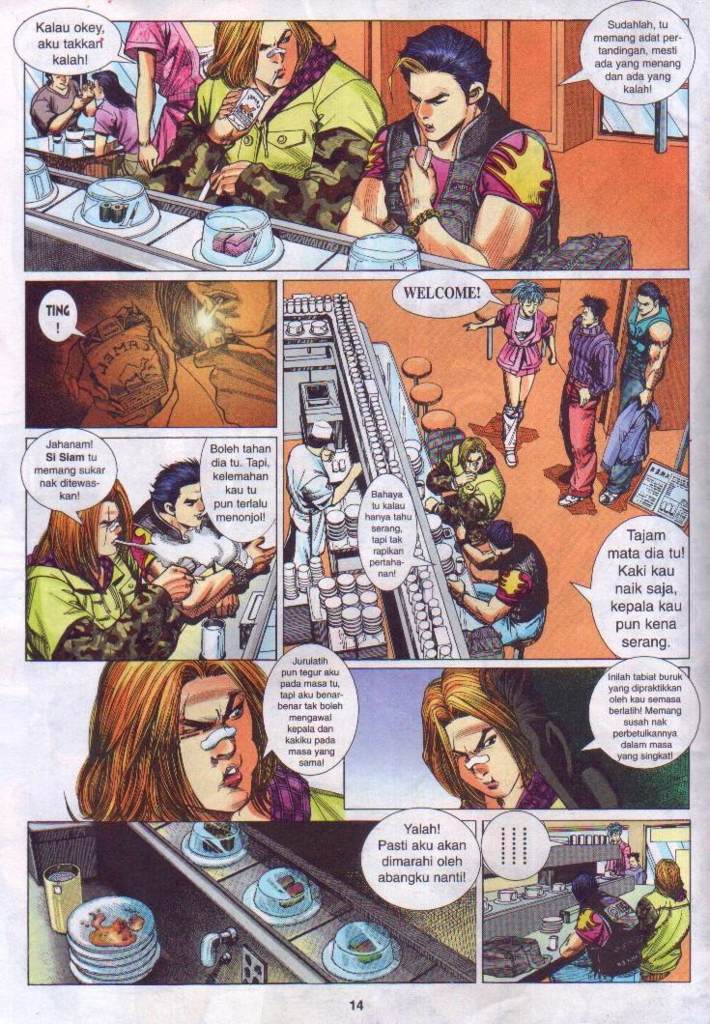 Kalau okey,
aku takkan
kalah!
Sudahlah, tu
memang adat per-
tandingan, mesti
ada yang menang
dan ada yang
kalah!
TING
!
CAMEL
WELCOME!
Jahanam!
Si Siam tu
memang sukar
nak ditewas-
kan!
Boleh tahan
dia tu. Tapi,
kelemahan
kau tu
pun terlalu
menonjol!
Bahaya
tu kalau
hanya tahu
serang,
tapi tak
rapikan
pertaha-
nan.
Tajam
mata dia tu!
Kaki kau
naik saja,
kepala kau
pun kena
serang.
Jurulatih
pun tegur aku
pada masa tu,
tapi aku benar-
benar tak boleh
mengawal
kepala dan
kakiku pada
masa yang
sama!
Inilah tabiat buruk
yang dipraktikkan
oleh kau semasa
berlatih! Memang
susah nak
perbetulkannya
dalam masa
yang singkat!
Yalah!
Pasti aku akan
dimarahi oleh
abangku nanti!
! ! ! !
14